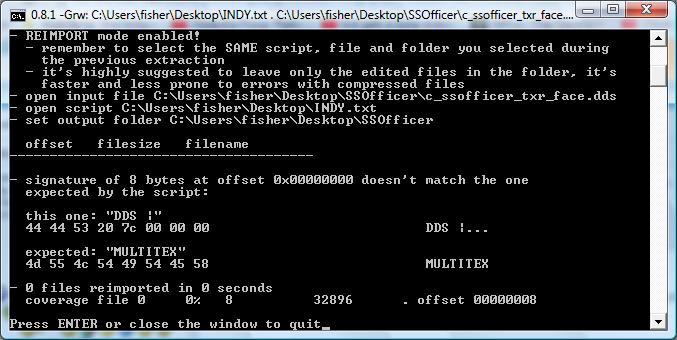 0.8.1 -Grw: C:\Users\fisher\Desktop\INDY.txt . C:\Users\fisher\Desktop\SSOfficer\c_ssofficer_txr_face....
- REIMPORT mode enabled!
- remember to select the SAME script, file and folder you selected during
the previous extraction
- it's highly suggested to leave only the edited files in the folder, it's
faster and less prone to errors with compressed files
- open input file C:\Users\fisher\Desktop\SSOfficer\c_ssofficer_txr_face.dds
- open script C:\Users\fisher\Desktop\INDY.txt
- set output folder C:\Users\fisher\Desktop\SSOfficer
offset filesize filename
--------------------------------------
- signature of 8 bytes at offset 0x00000000 doesn't match the one
expected by the script:
this one: "DDS ¦"
44 44 53 20 7c 00 00 00 DDS ¦...
expected: "MULTITEX"
4d 55 4c 54 49 54 45 58 MULTITEX
- 0 files reimported in 0 seconds
coverage file 0 0% 8 32896 . offset 00000008
Press ENTER or close the window to quit_